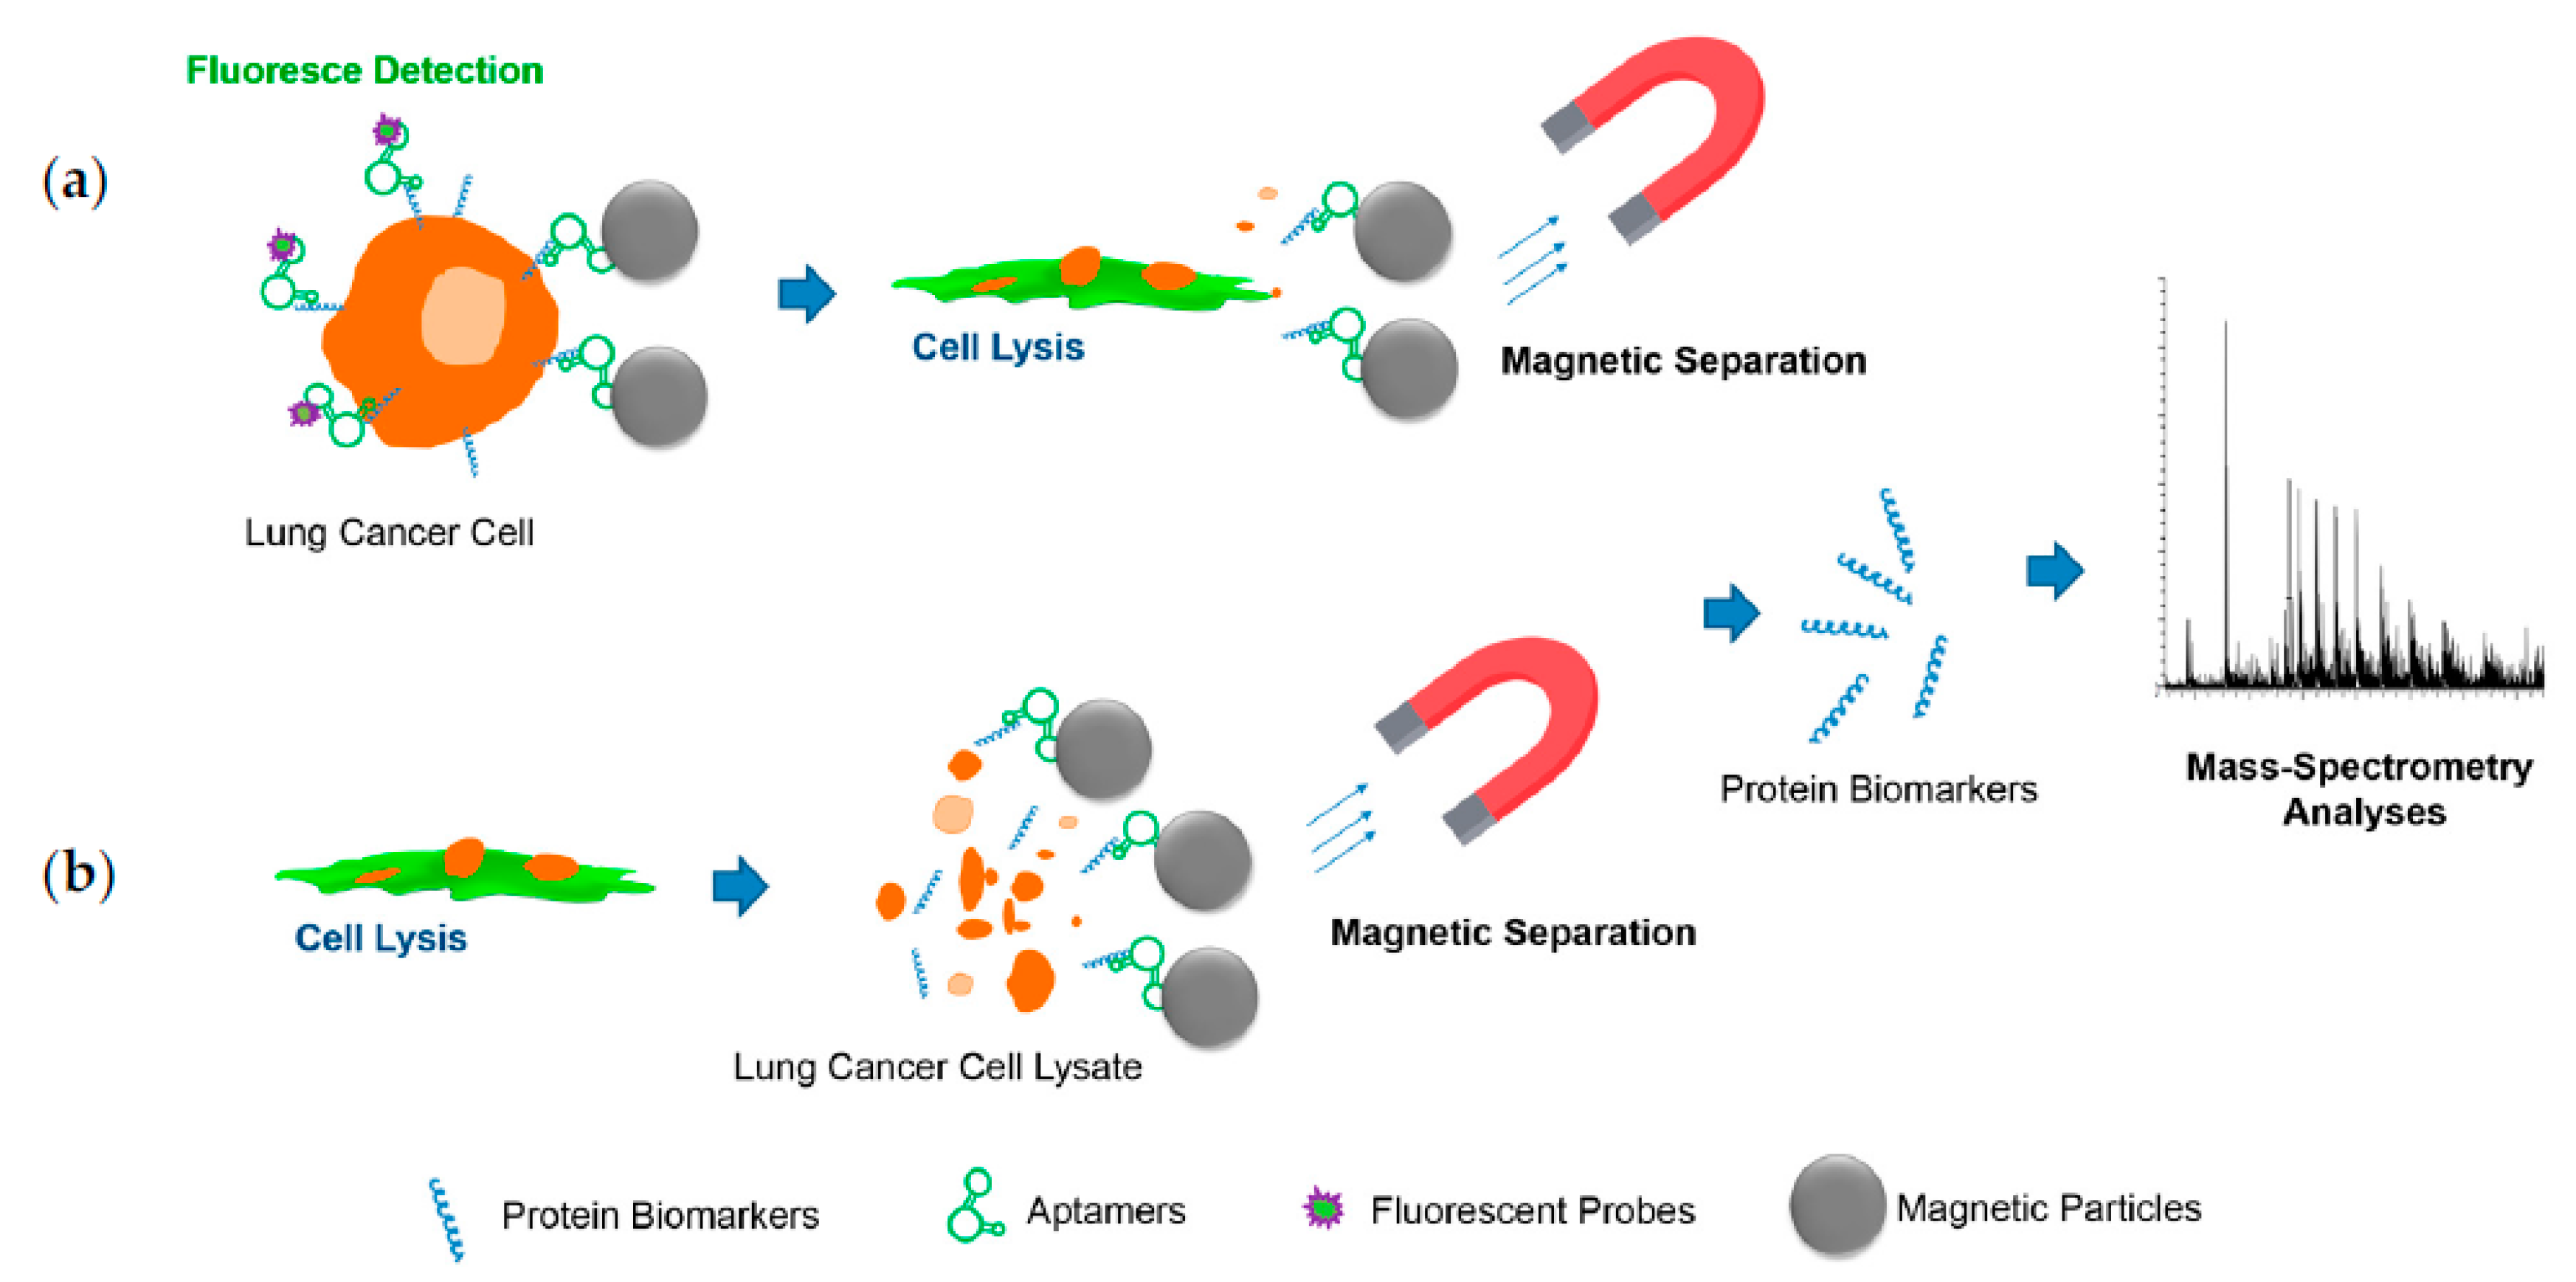 Fluoresce Detection
(a)
Cell Lysis
Magnetic Separation
Lung Cancer Cell
Protein Biomarkers
Mass-Spectrometry
Analyses
(b)
Cell Lysis
Magnetic Separation
Lung Cancer Cell Lysate
Protein Biomarkers
Aptamers
Fluorescent Probes
Magnetic Particles